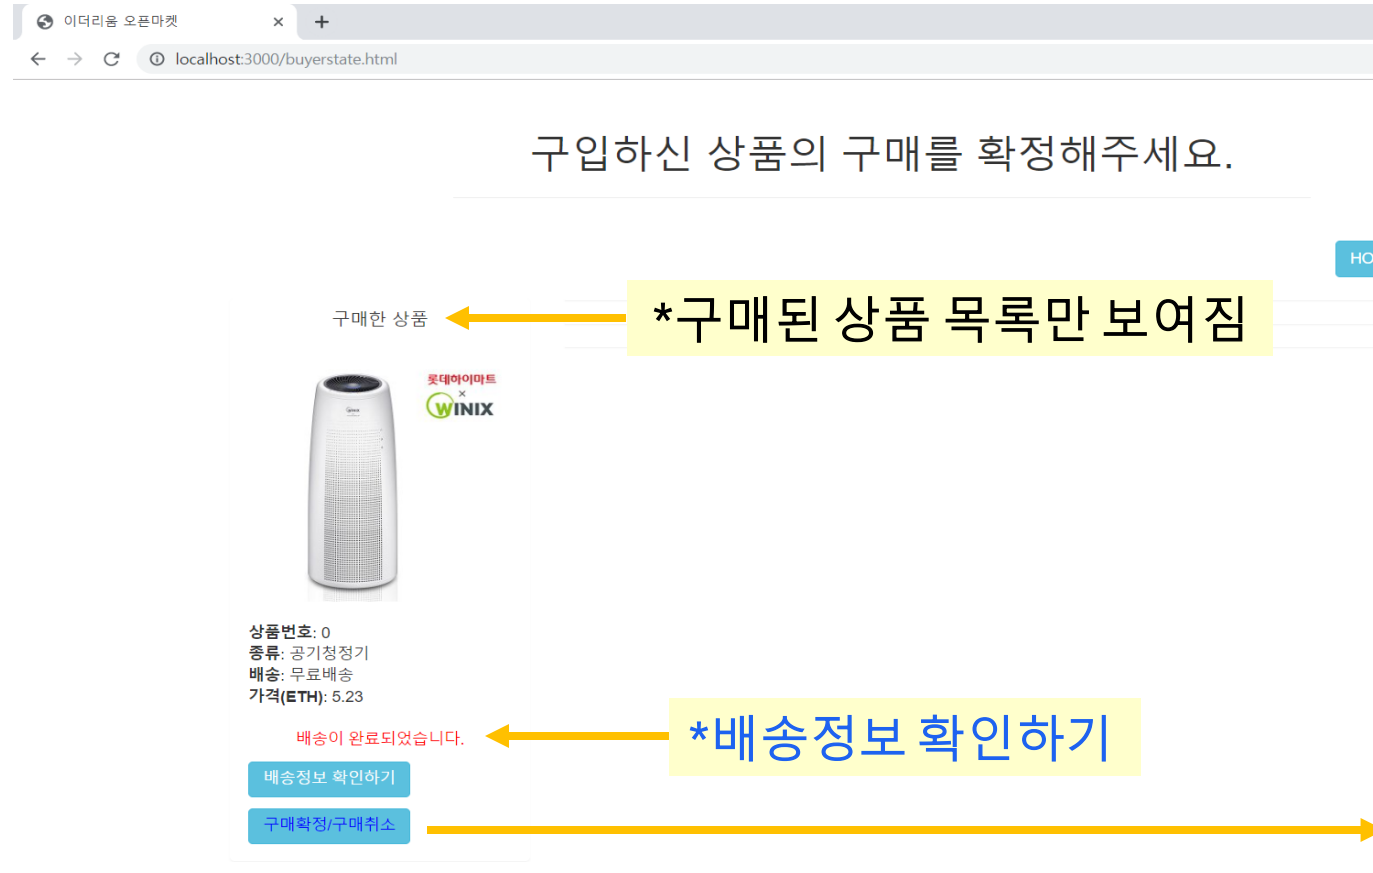 이더리움 오픈마켓
localhost:3000/buyerstate.html
구입하신 상품의 구매를 확정해주세요.
HO
구매한 상품
*구매된 상품 목록만 보여짐
롯데하이마트
×
WINIX
상품번호: 0
종류: 공기청정기
배송: 무료배송
가격(ETH): 5.23
배송이 완료되었습니다.
*배송정보 확인하기
배송정보 확인하기
구매확정/구매취소